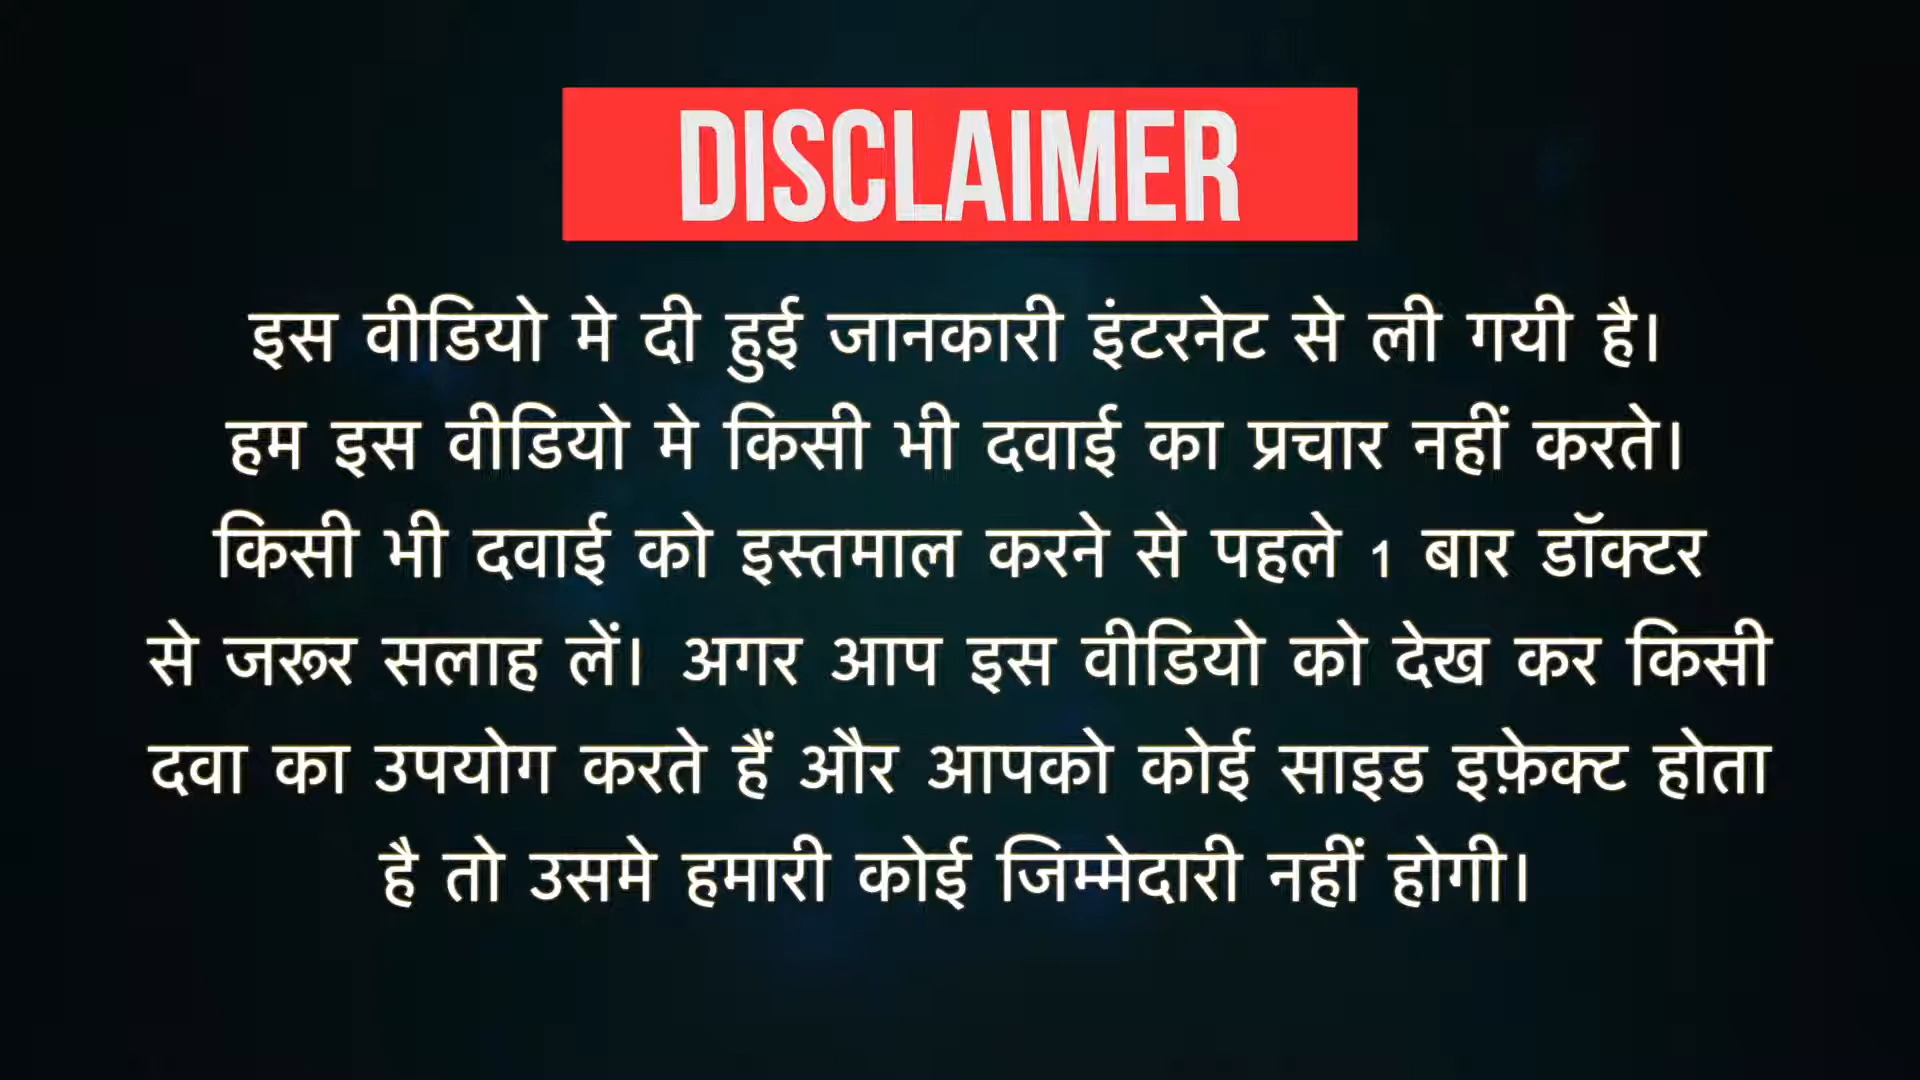 DISCLAIMER
इस वीडियो मे दी हुई जानकारी इंटरनेट से ली गयी है।
हम इस वीडियो मे किसी भी दवाई का प्रचार नहीं करते।
किसी भी दवाई को इस्तमाल करने से पहले 1 बार डॉक्टर
से जरूर सलाह लें। अगर आप इस वीडियो को देख कर किसी
दवा का उपयोग करते हैं और आपको कोई साइड इफ़ेक्ट होता
है तो उसमे हमारी कोई जिम्मेदारी नहीं होगी।